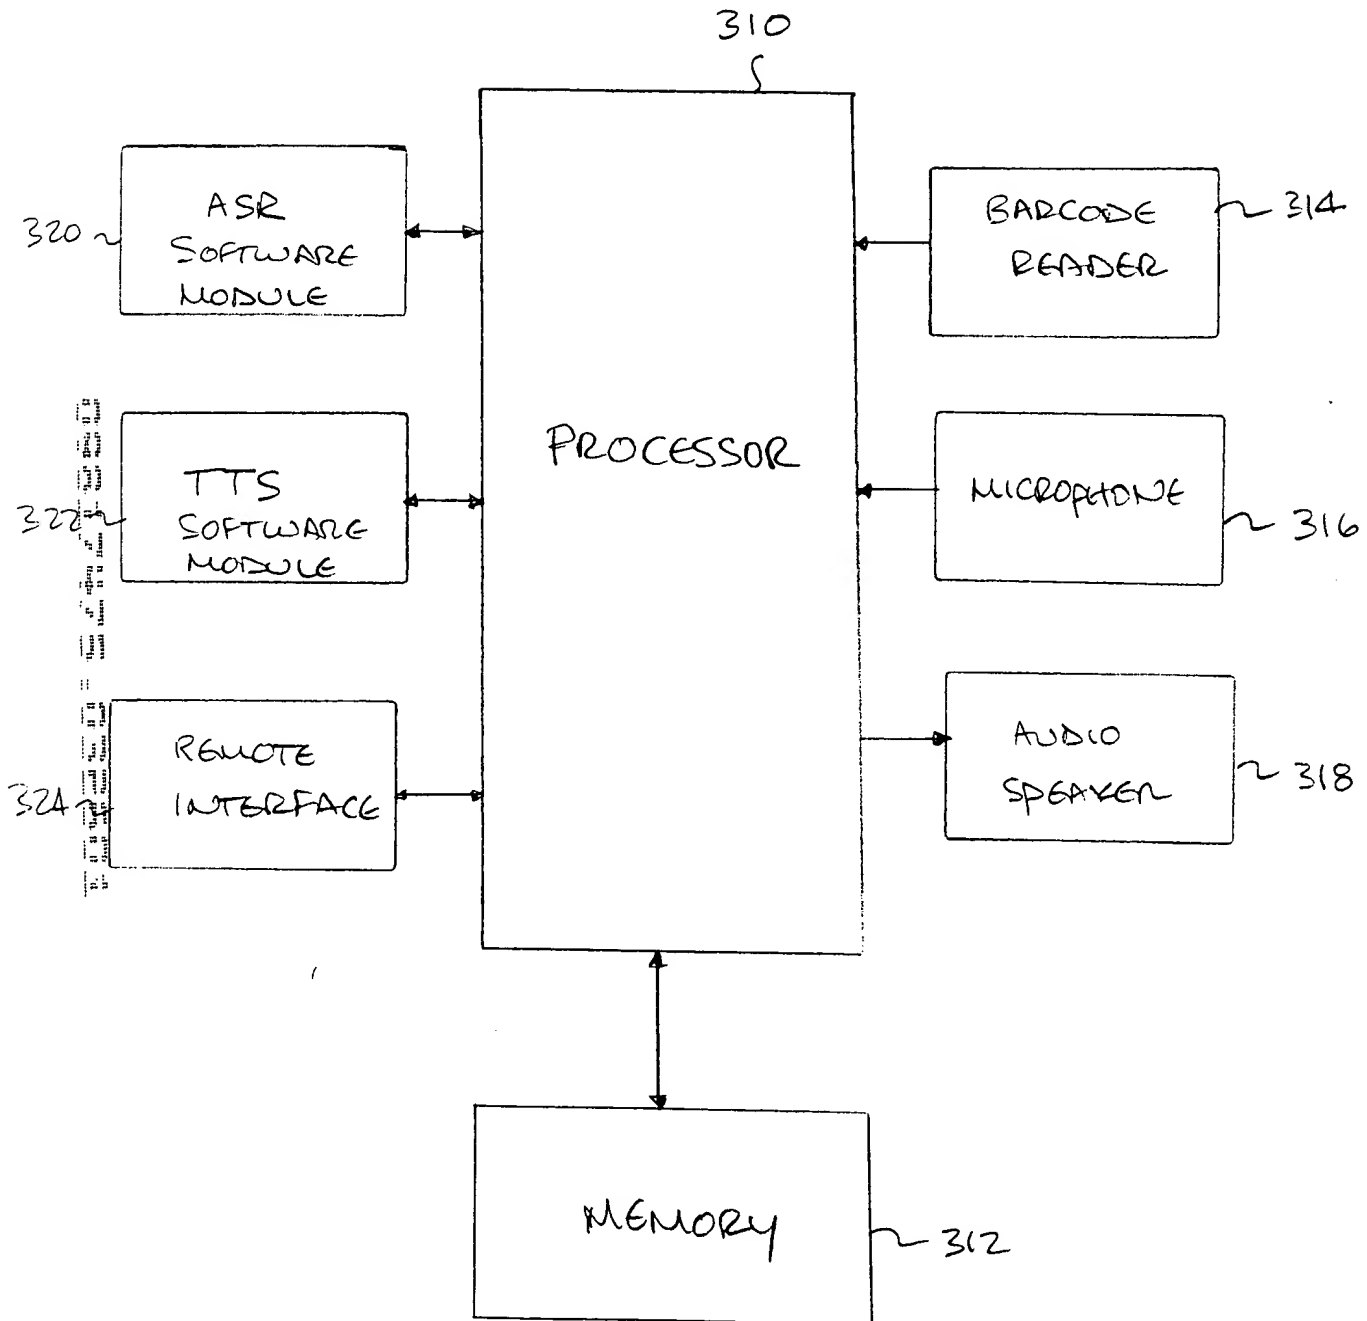 310
ASR
SOFTWARE
MODULE
320
BARCODE
READER
314
PROCESSOR
TTS
SOFTWARE
MODULE
322
MICROPHONE
316
REMOTE
INTERFACE
324
AUDIO
SPEAKER
318
MEMORY
312